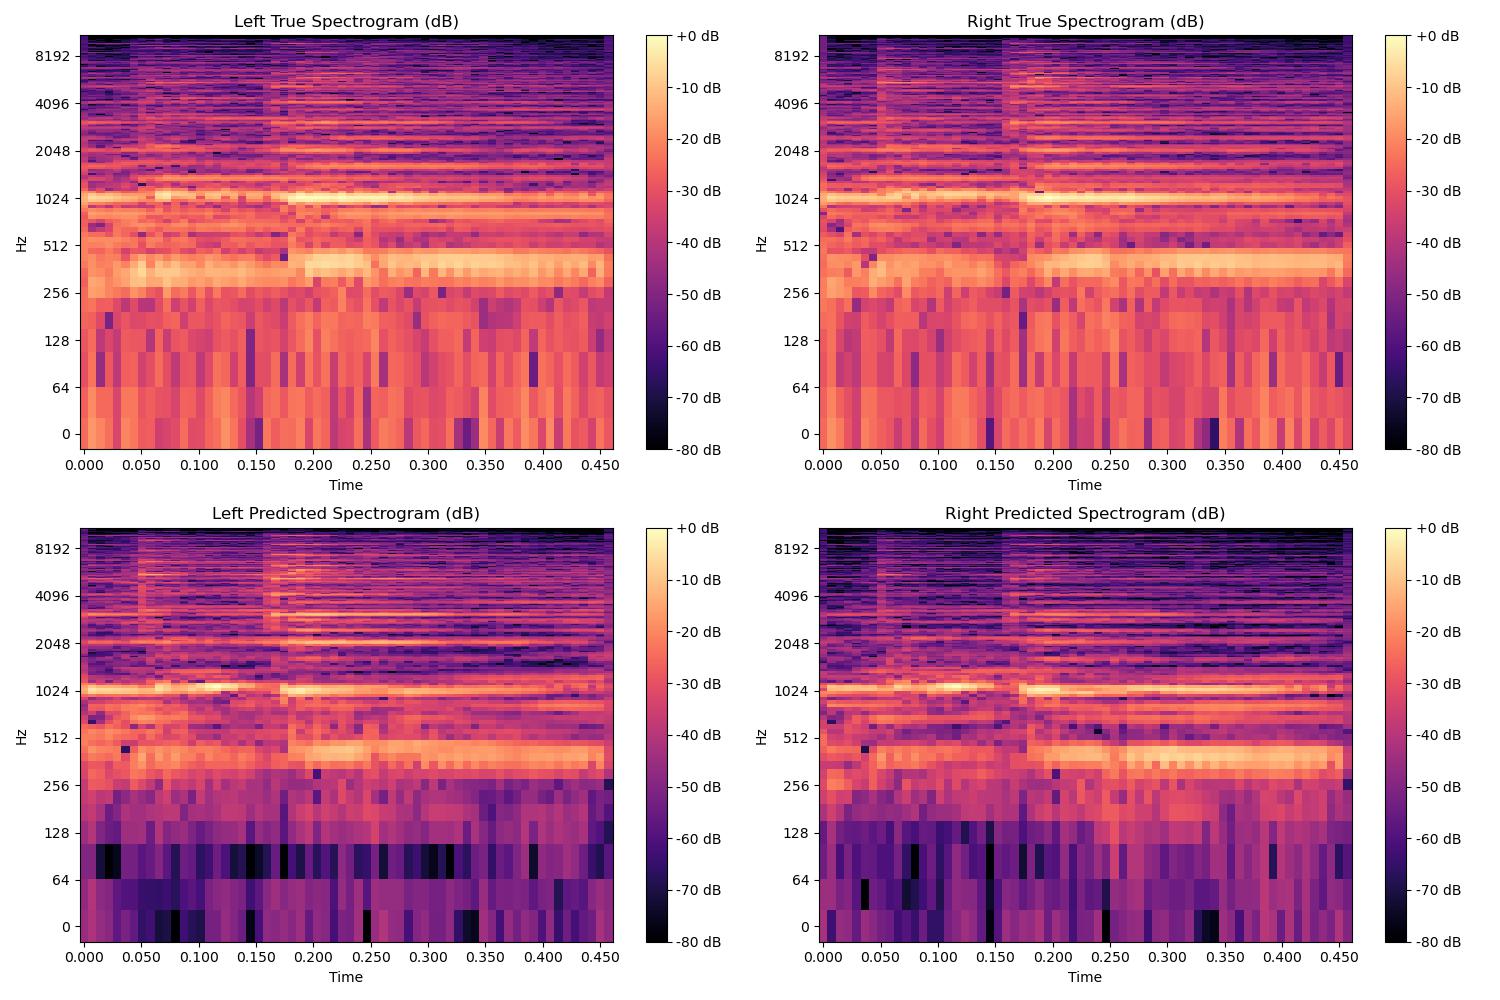 Left True Spectrogram (dB)
Hz
8192
4096
2048
1024
512
256
128
64
0
0.000 0.050 0.100 0.150 0.200 0.250 0.300 0.350 0.400 0.450
Time
+0 dB
-10 dB
-20 dB
-30 dB
-40 dB
-50 dB
-60 dB
-70 dB
-80 dB
Right True Spectrogram (dB)
Hz
8192
4096
2048
1024
512
256
128
64
0
0.000 0.050 0.100 0.150 0.200 0.250 0.300 0.350 0.400 0.450
Time
+0 dB
-10 dB
-20 dB
-30 dB
-40 dB
-50 dB
-60 dB
-70 dB
-80 dB
Left Predicted Spectrogram (dB)
Hz
8192
4096
2048
1024
512
256
128
64
0
0.000 0.050 0.100 0.150 0.200 0.250 0.300 0.350 0.400 0.450
Time
+0 dB
-10 dB
-20 dB
-30 dB
-40 dB
-50 dB
-60 dB
-70 dB
-80 dB
Right Predicted Spectrogram (dB)
Hz
8192
4096
2048
1024
512
256
128
64
0
0.000 0.050 0.100 0.150 0.200 0.250 0.300 0.350 0.400 0.450
Time
+0 dB
-10 dB
-20 dB
-30 dB
-40 dB
-50 dB
-60 dB
-70 dB
-80 dB